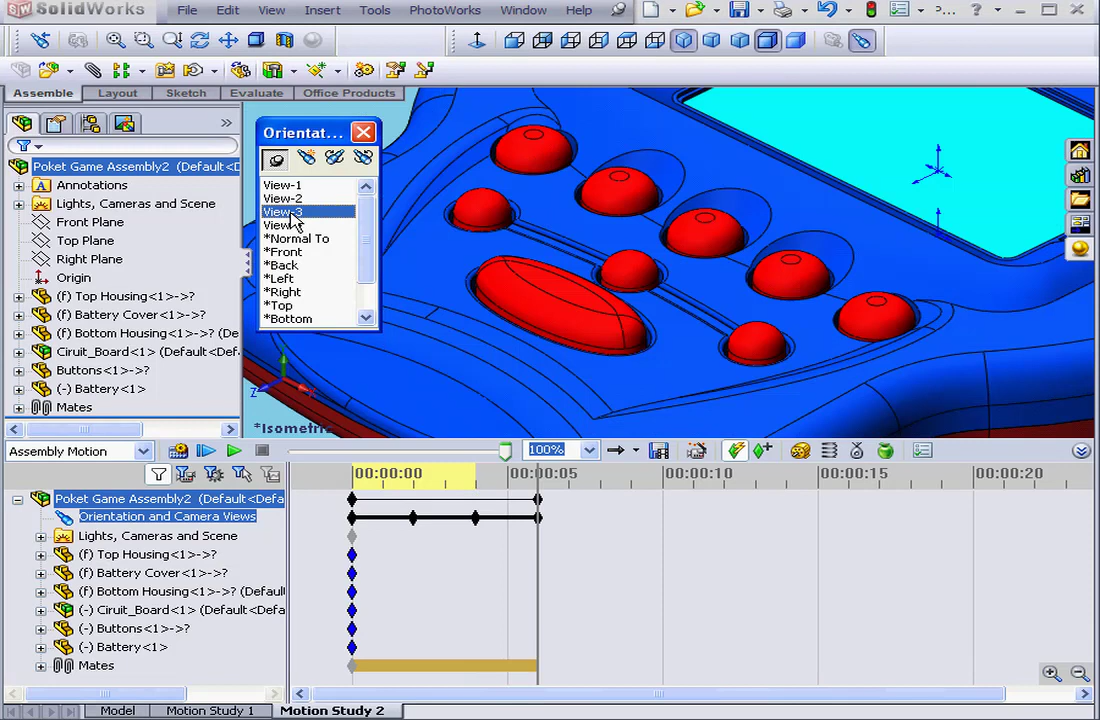 SW SolidWorks File Edit View Insert Tools PhotoWorks Window Help
Assemble Layout Sketch Evaluate Office Products
Orientat...
View-1
View-2
View-3
*Normal To
*Front
*Back
*Left
*Right
*Top
*Bottom
Poket Game Assembly2 (Default<D
Annotations
Lights, Cameras and Scene
Front Plane
Top Plane
Right Plane
Origin
(f) Top Housing<1>->?
(f) Battery Cover<1>->?
(f) Bottom Housing<1>->? (De
Ciruit_Board<1> (Default<Def.
Buttons<1>->?
(-) Battery<1>
Mates
*Isometric
Assembly Motion 100%
00:00:00 00:00:05 00:00:10 00:00:15 00:00:20
Poket Game Assembly2 (Default<Defa
Orientation and Camera Views
Lights, Cameras and Scene
(f) Top Housing<1>->?
(f) Battery Cover<1>->?
(f) Bottom Housing<1>->? (Defaul
(-) Ciruit_Board<1> (Default<Defa
(-) Buttons<1>->?
(-) Battery<1>
Mates
Model Motion Study 1 Motion Study 2